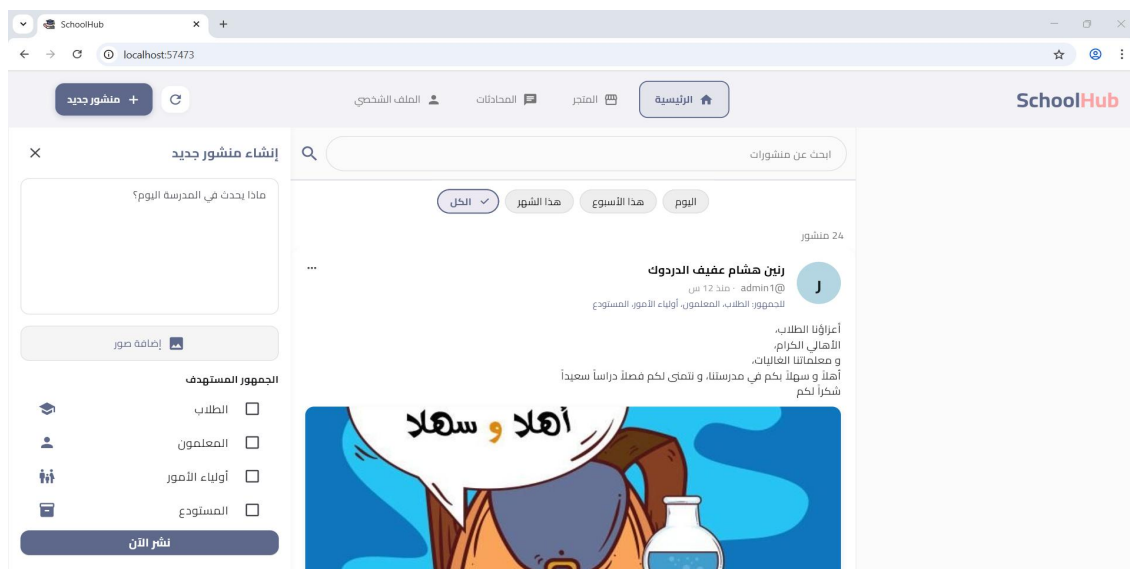 SchoolHub
localhost:57473
SchoolHub
الرئيسية
المتجر
المحادثات
الملف الشخصي
+ منشور جديد
ابحث عن منشورات
اليوم
هذا الأسبوع
هذا الشهر
الكل
24 منشور
رنين هشام عفيف الدردوك
@admin1 · منذ 12 س
للجمهور: الطلاب، المعلمون، أولياء الأمور، المستودع
ر
أعزاؤنا الطلاب،
الأهالي الكرام،
و معلماتنا الغاليات،
أهلاً و سهلاً بكم في مدرستنا، و نتمنى لكم فصلاً دراساً سعيداً
شكراً لكم
أهلا و سهلا
إنشاء منشور جديد
ماذا يحدث في المدرسة اليوم؟
إضافة صور
الجمهور المستهدف
الطلاب
المعلمون
أولياء الأمور
المستودع
نشر الآن